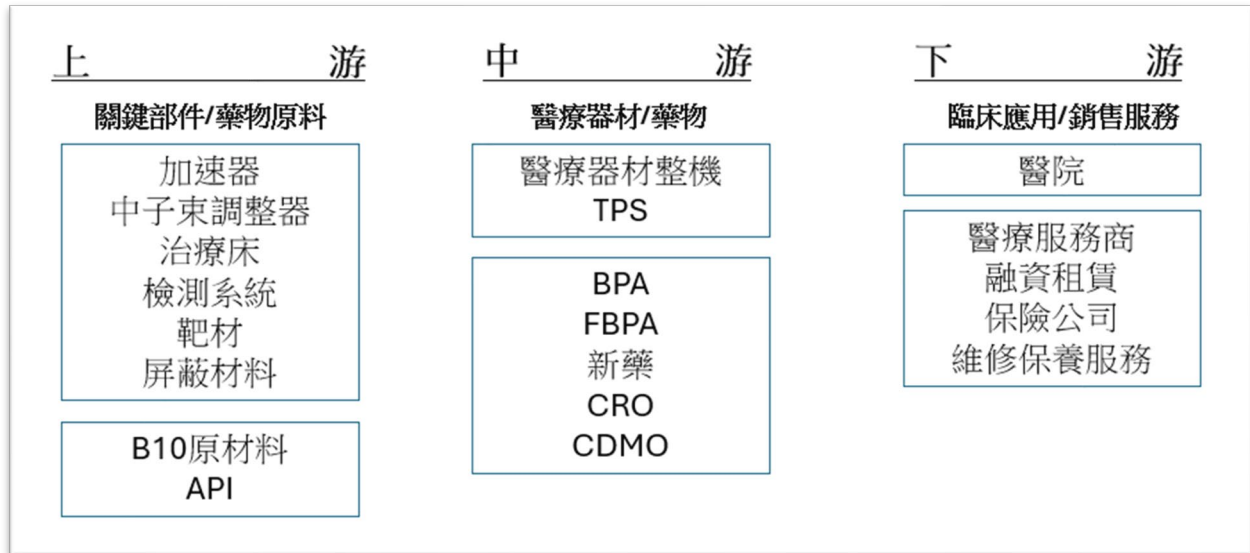 上游
關鍵部件/藥物原料
加速器
中子束調整器
治療床
檢測系統
靶材
屏蔽材料
B10原材料
API
中游
醫療器材/藥物
醫療器材整機
TPS
BPA
FBPA
新藥
CRO
CDMO
下游
臨床應用/銷售服務
醫院
醫療服務商
融資租賃
保險公司
維修保養服務